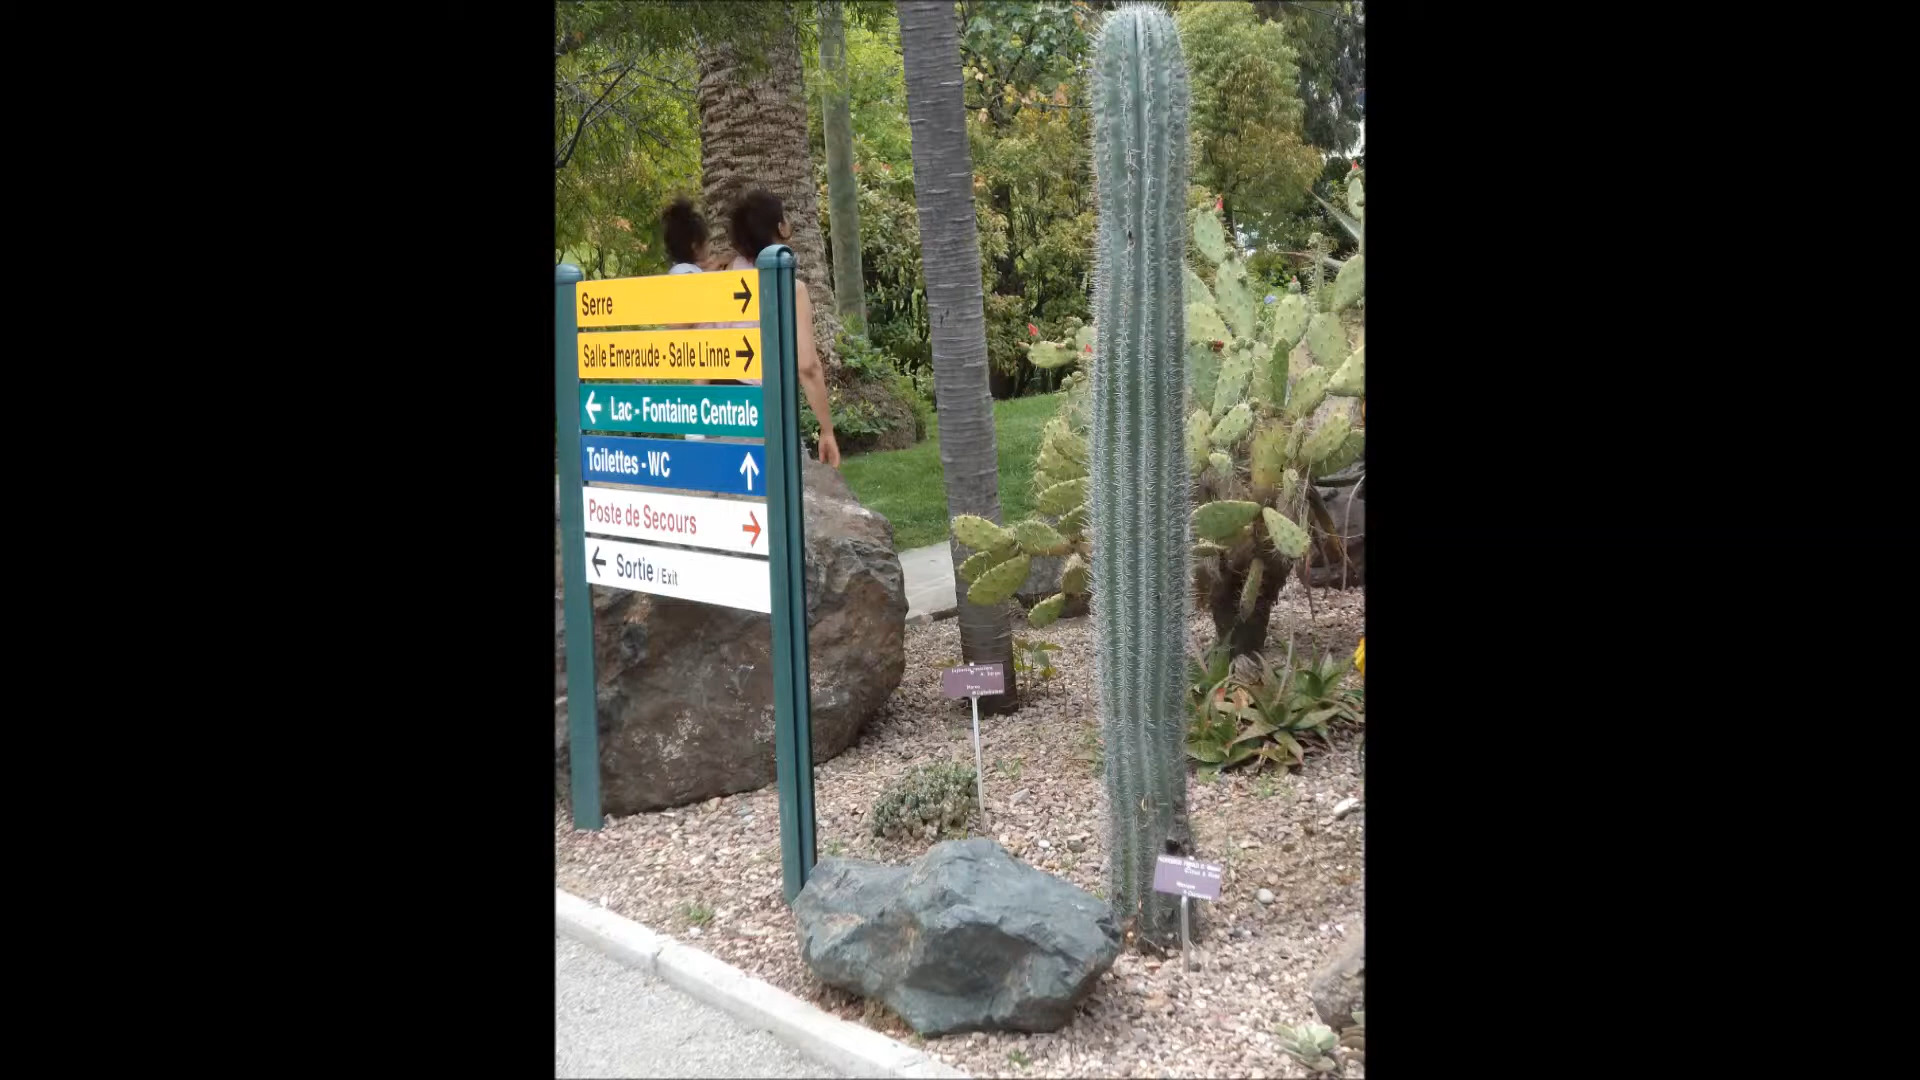 Serre →
Salle Emeraude - Salle Linne →
← Lac - Fontaine Centrale
Toilettes - WC ↑
Poste de Secours →
← Sortie / Exit